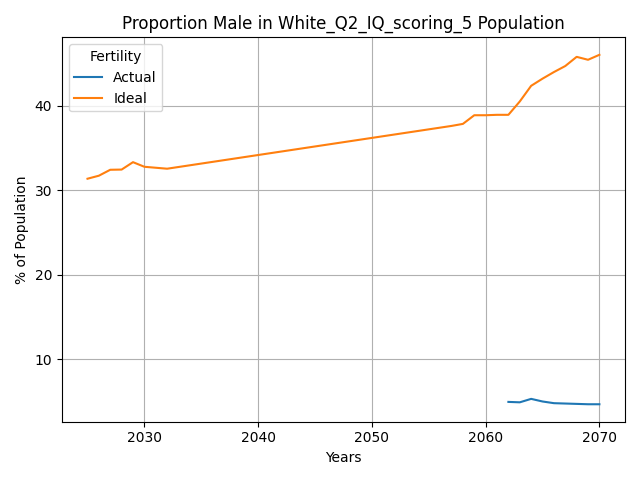 Proportion Male in White_Q2_IQ_scoring_5 Population
Fertility
Actual
Ideal
% of Population
40
30
20
10
2030 2040 2050 2060 2070
Years